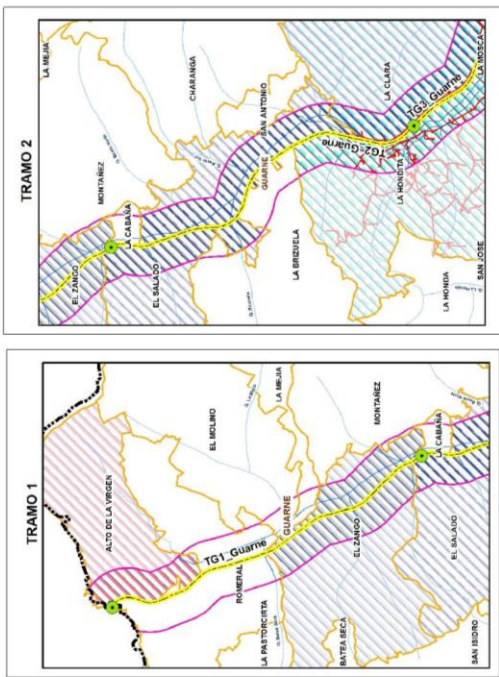 TRAMO 2
LA MEJIA
CHARANGA
MONTAÑEZ
SAN ANTONIO
LA CLARA
GUARNE
LA CABAÑA
EL ZANGO
EL SALADO
LA BRIZUELA
TG2_Guarne
TG3_Guarne
LA MOSCA
LA HONDITA
LA HONDA
SAN JOSE
TRAMO 1
ALTO DE LA VIRGEN
EL MOLINO
LA MEJIA
MONTAÑEZ
TG1_Guarne
GUARNE
ROMERAL
LA PASTORCIRTA
EL ZANGO
LA CABAÑA
BATEA SECA
EL SALADO
SAN ISIDRO